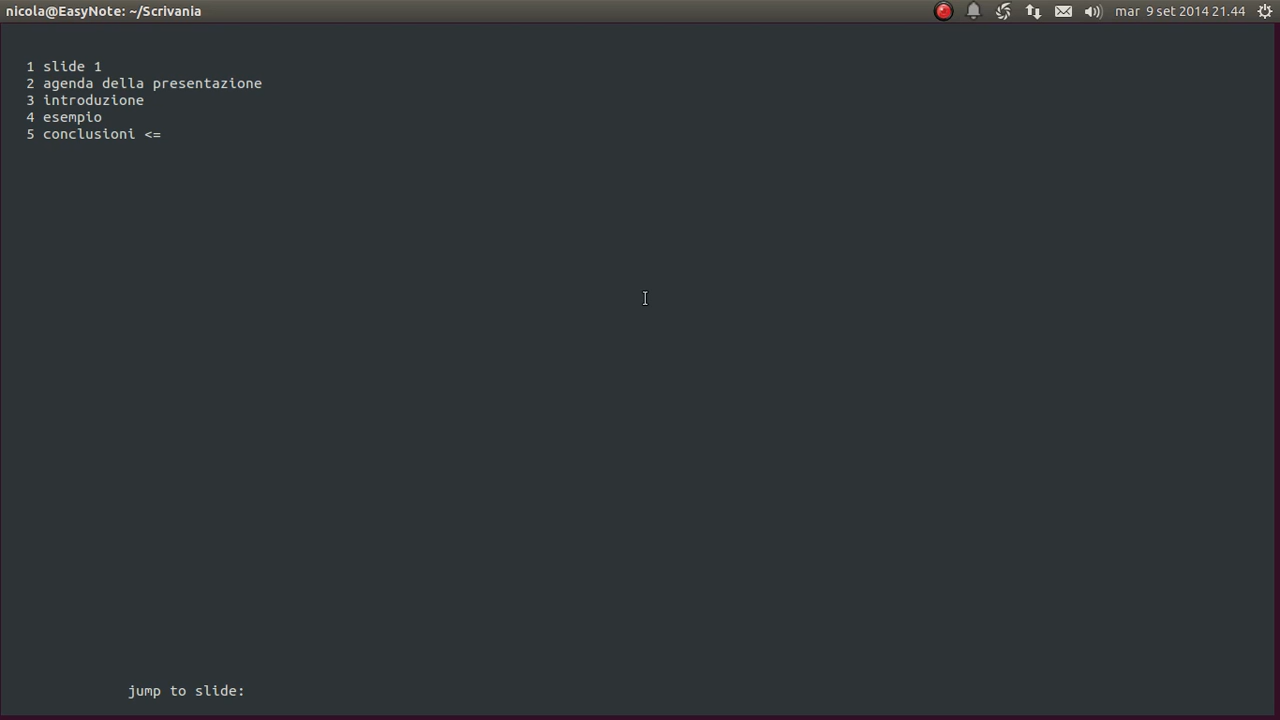 nicola@EasyNote: ~/Scrivania
mar 9 set 2014 21.44
1 slide 1
2 agenda della presentazione
3 introduzione
4 esempio
5 conclusioni <=
jump to slide: